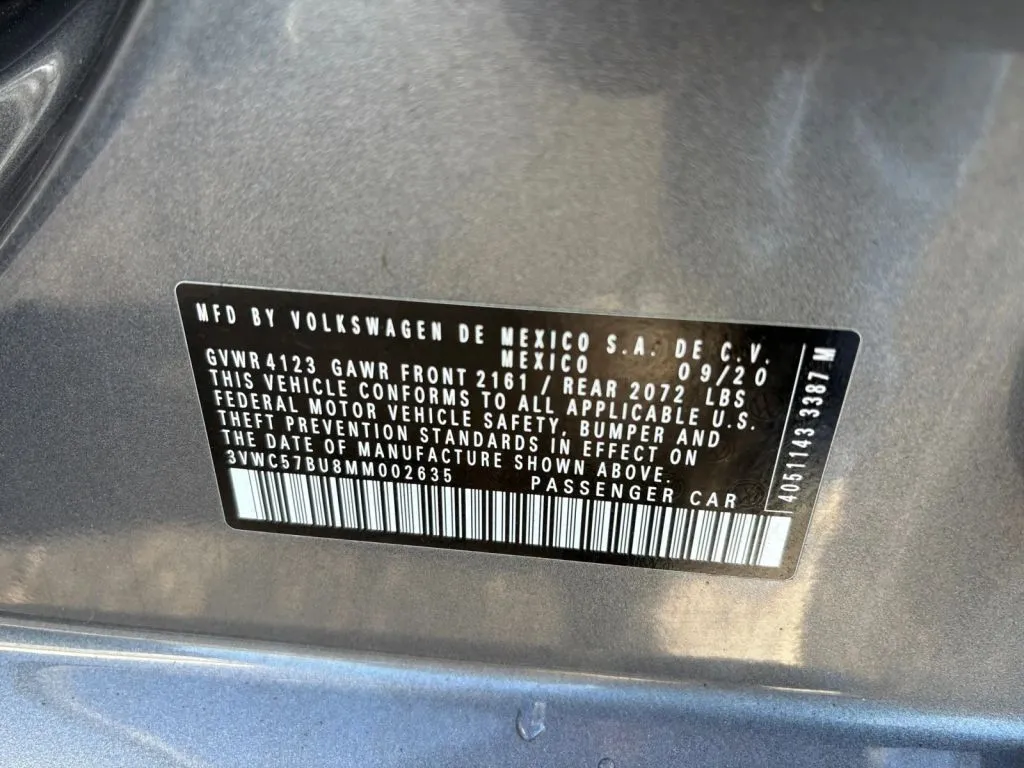 MFD BY VOLKSWAGEN DE MEXICO S.A. DE C.V.
MEXICO 09/20
GVWR 4123 GAWR FRONT 2161 / REAR 2072 LBS
THIS VEHICLE CONFORMS TO ALL APPLICABLE U.S.
FEDERAL MOTOR VEHICLE SAFETY, BUMPER AND
THEFT PREVENTION STANDARDS IN EFFECT ON
THE DATE OF MANUFACTURE SHOWN ABOVE.
3VWC57BU8MM002635 PASSENGER CAR
4051143 3387 M